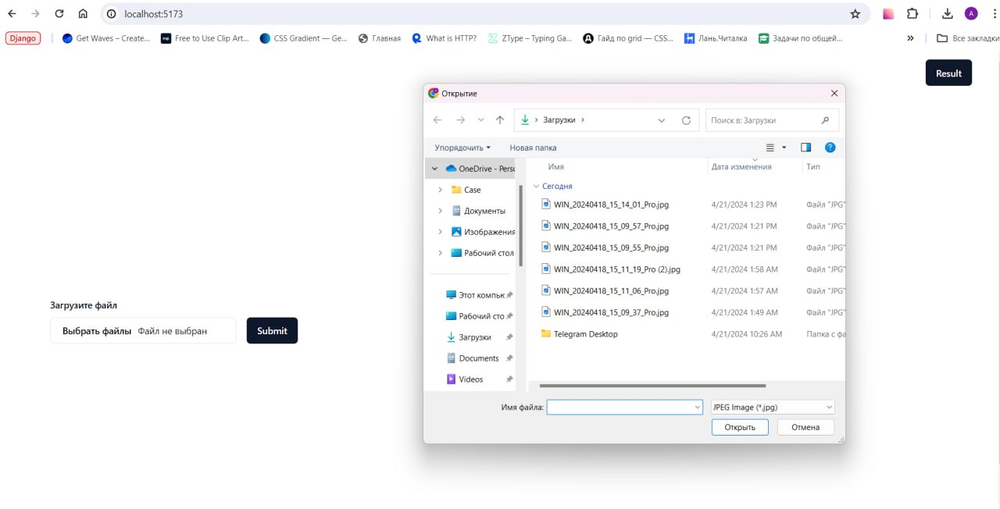 localhost:5173
A
Django
Get Waves – Create...
Free to Use Clip Art...
CSS Gradient — Ge...
Главная
What is HTTP?
ZType – Typing Ga...
Гайд по grid — CSS...
Лань.Читалка
Задачи по общей...
»
Все закладки
Result
Загрузите файл
Выбрать файлы Файл не выбран
Submit
Открытие
Загрузки
Поиск в: Загрузки
Упорядочить
Новая папка
OneDrive - Perso
Case
Документы
Изображения
Рабочий стол
Этот компьк
Рабочий сто
Загрузки
Documents
Videos
Имя Дата изменения Тип
Сегодня
WIN_20240418_15_14_01_Pro.jpg 4/21/2024 1:23 PM Файл "JPG"
WIN_20240418_15_09_57_Pro.jpg 4/21/2024 1:21 PM Файл "JPG"
WIN_20240418_15_09_55_Pro.jpg 4/21/2024 1:21 PM Файл "JPG"
WIN_20240418_15_11_19_Pro (2).jpg 4/21/2024 1:58 AM Файл "JPG"
WIN_20240418_15_11_06_Pro.jpg 4/21/2024 1:57 AM Файл "JPG"
WIN_20240418_15_09_37_Pro.jpg 4/21/2024 1:49 AM Файл "JPG"
Telegram Desktop 4/21/2024 10:26 AM Папка с фа
Имя файла:
JPEG Image (*.jpg)
Открыть
Отмена